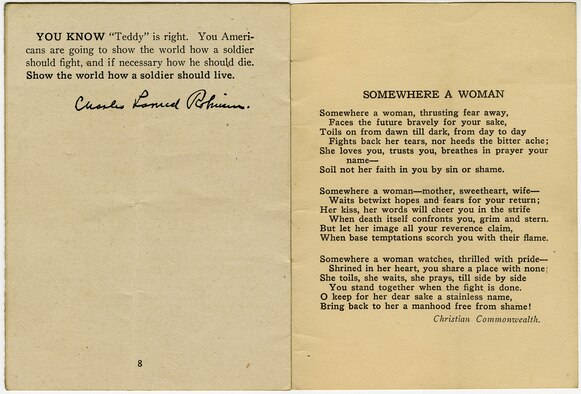 YOU KNOW "Teddy" is right. You Ameri-
cans are going to show the world how a soldier
should fight, and if necessary how he should die.
Show the world how a soldier should live.
Charles Larned Robinson.
8
SOMEWHERE A WOMAN
Somewhere a woman, thrusting fear away,
Faces the future bravely for your sake,
Toils on from dawn till dark, from day to day
Fights back her tears, nor heeds the bitter ache;
She loves you, trusts you, breathes in prayer your
name—
Soil not her faith in you by sin or shame.
Somewhere a woman—mother, sweetheart, wife—
Waits betwixt hopes and fears for your return;
Her kiss, her words will cheer you in the strife
When death itself confronts you, grim and stern.
But let her image all your reverence claim,
When base temptations scorch you with their flame.
Somewhere a woman watches, thrilled with pride—
Shrined in her heart, you share a place with none;
She toils, she waits, she prays, till side by side
You stand together when the fight is done.
O keep for her dear sake a stainless name,
Bring back to her a manhood free from shame!
Christian Commonwealth.